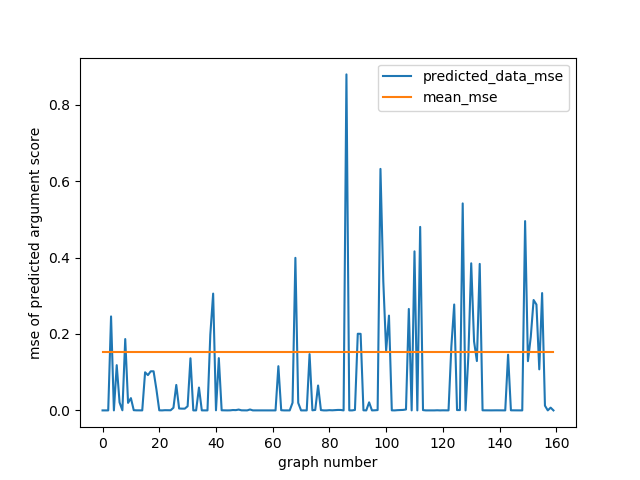 predicted_data_mse
mean_mse
mse of predicted argument score
0.8
0.6
0.4
0.2
0.0
0 20 40 60 80 100 120 140 160
graph number